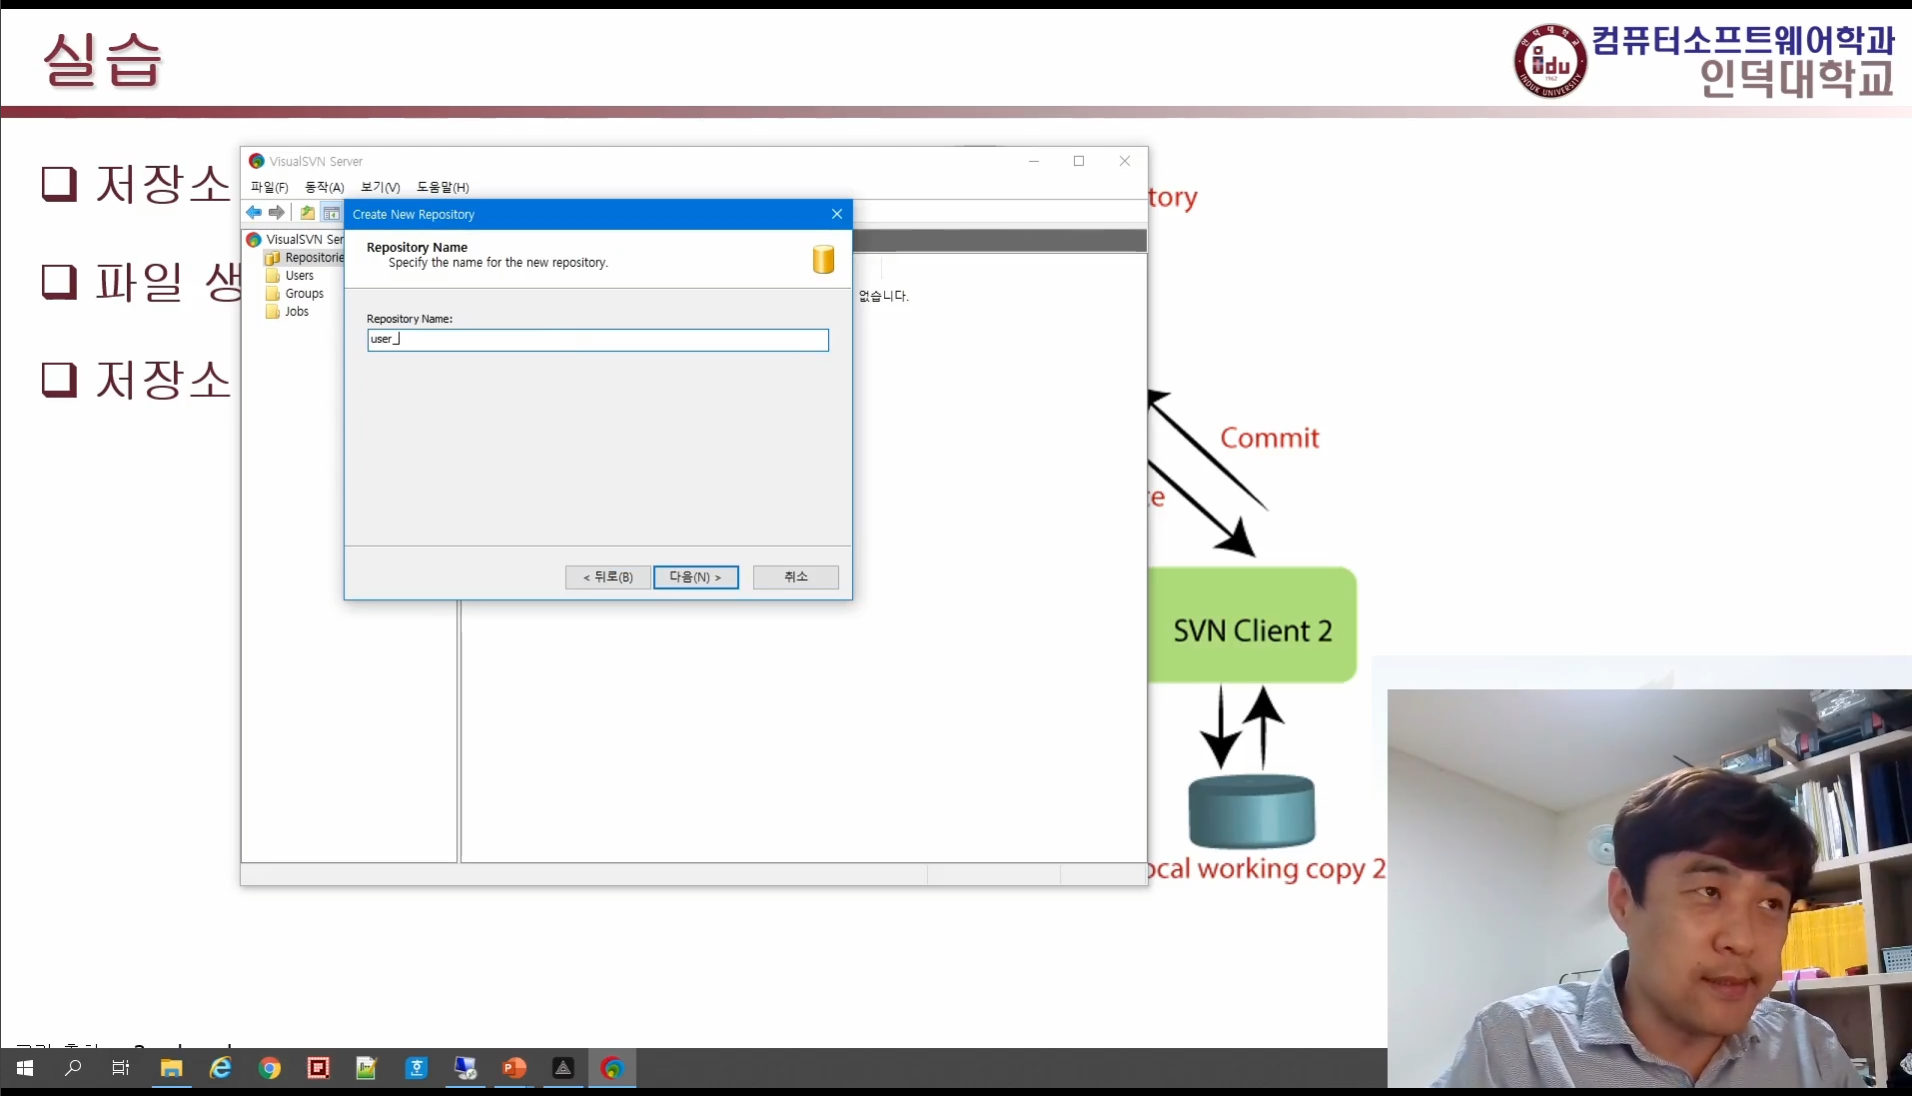 실습
컴퓨터소프트웨어학과
인덕대학교
idu
1962
INDUK UNIVERSITY
저장소
파일 생
저장소
VisualSVN Server
파일(F) 동작(A) 보기(V) 도움말(H)
VisualSVN Ser
Repositorie
Users
Groups
Jobs
Create New Repository
Repository Name
Specify the name for the new repository.
Repository Name:
user_
< 뒤로(B) 다음(N) > 취소
없습니다.
tory
Commit
SVN Client 2
ocal working copy 2